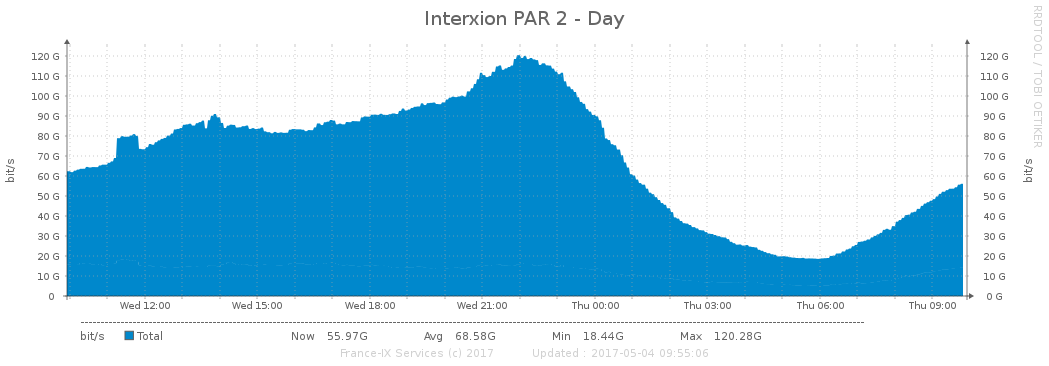 Interxion PAR 2 - Day
RRDTOOL / TOBI OETIKER
bit/s
120 G
110 G
100 G
90 G
80 G
70 G
60 G
50 G
40 G
30 G
20 G
10 G
0
120 G
110 G
100 G
90 G
80 G
70 G
60 G
50 G
40 G
30 G
20 G
10 G
0 G
bit/s
Wed 12:00 Wed 15:00 Wed 18:00 Wed 21:00 Thu 00:00 Thu 03:00 Thu 06:00 Thu 09:00
bit/s Total Now 55.97G Avg 68.58G Min 18.44G Max 120.28G
France-IX Services (c) 2017 Updated : 2017-05-04 09:55:06